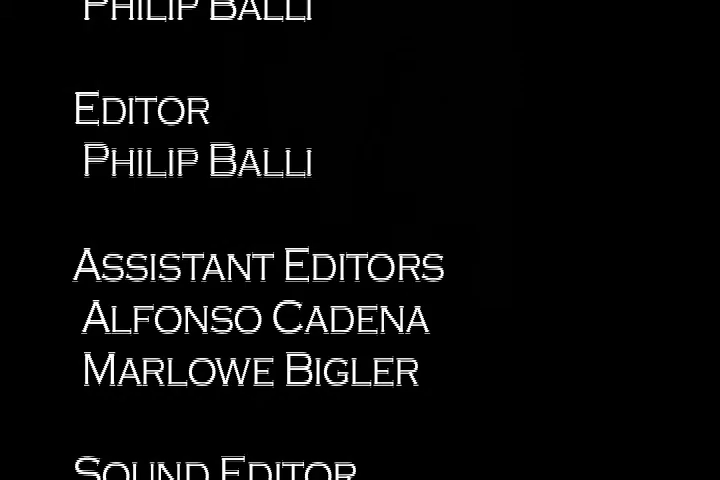 PHILIP BALLI
EDITOR
PHILIP BALLI
ASSISTANT EDITORS
ALFONSO CADENA
MARLOWE BIGLER
SOUND EDITOR